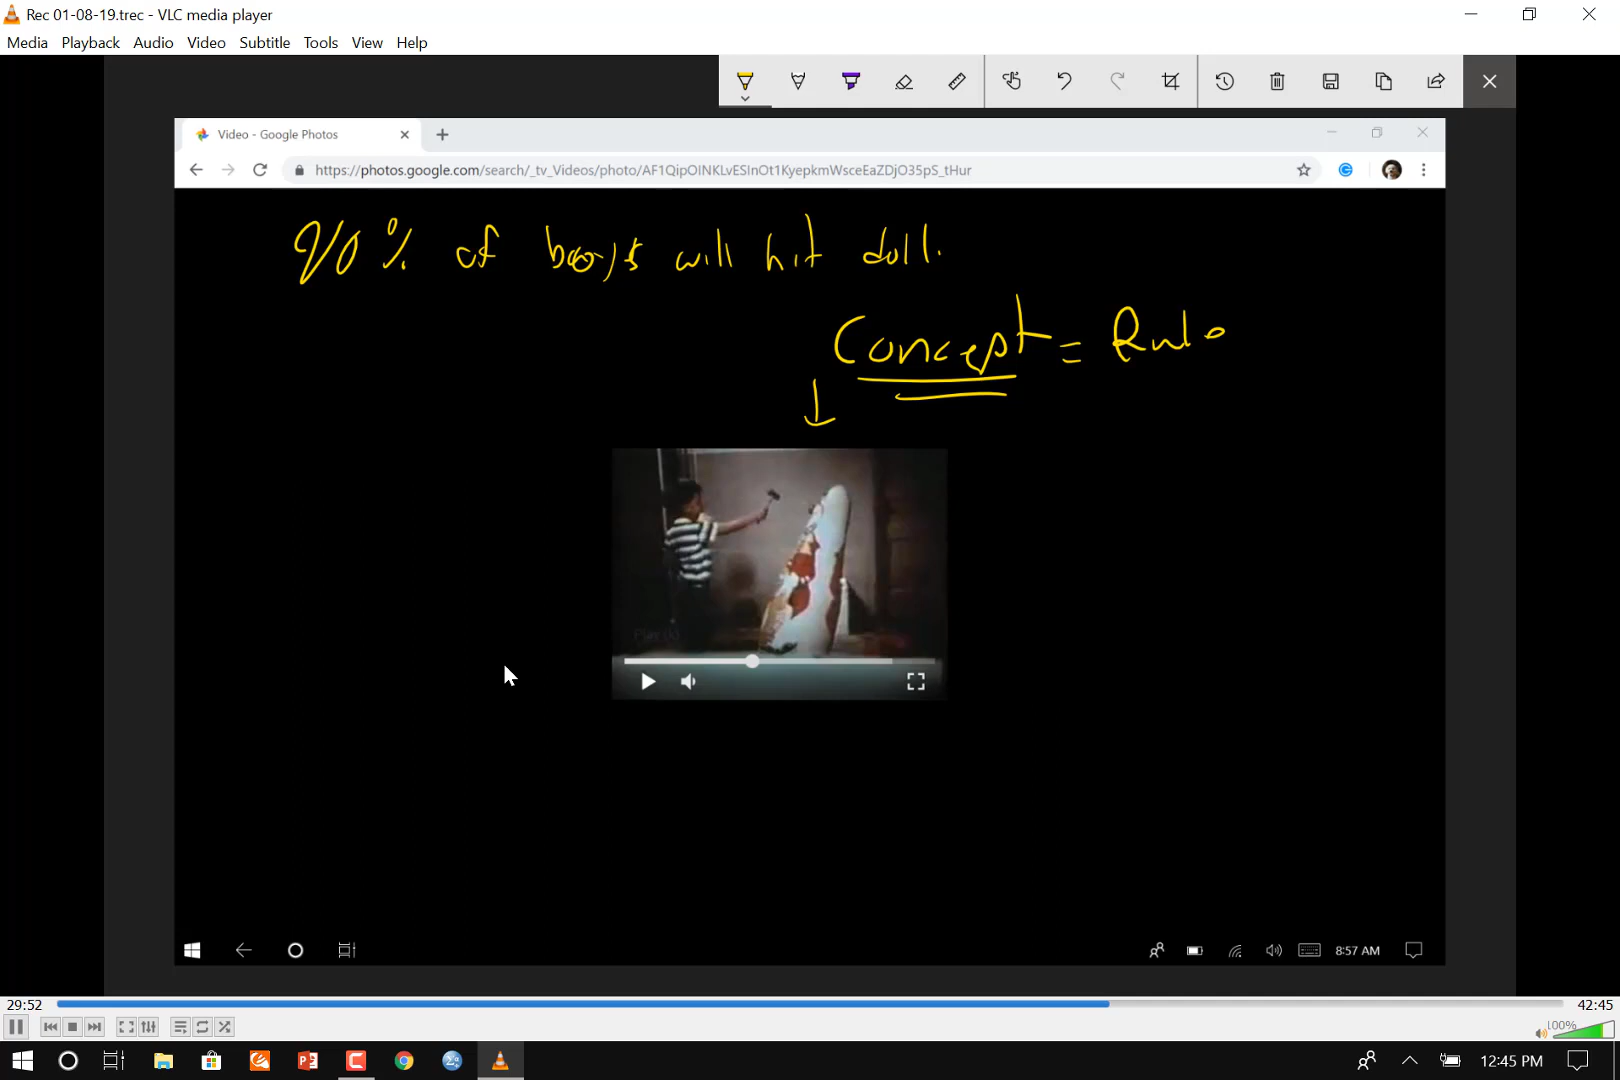 Rec 01-08-19.trec - VLC media player
Media Playback Audio Video Subtitle Tools View Help
Video - Google Photos
https://photos.google.com/search/_tv_Videos/photo/AF1QipOINKLvESInOt1KyepkmWsceEaZDjO35pS_tHur
90% of boys will hit doll.
Concept = Rule
Play (k)
8:57 AM
29:52
42:45
100%
12:45 PM